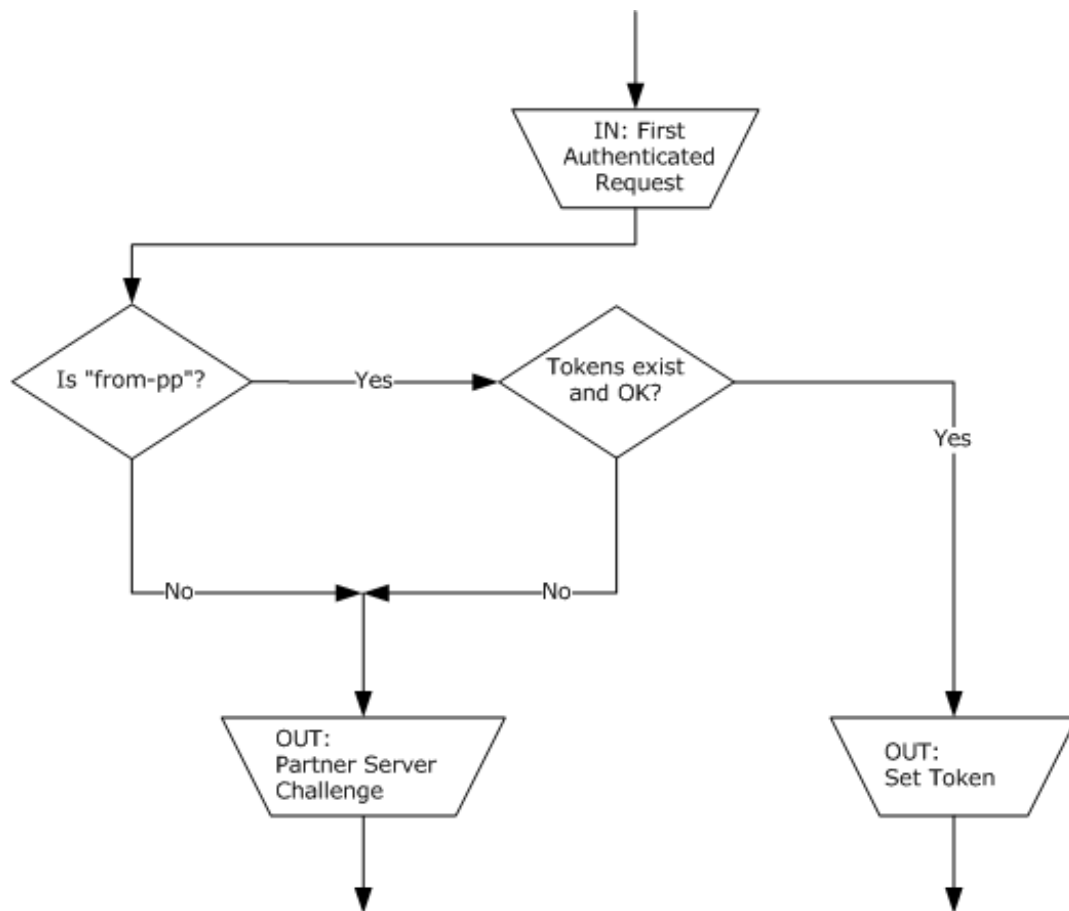 IN: First
Authenticated
Request
Is "from-pp"?
Yes
Tokens exist
and OK?
Yes
No
No
OUT:
Partner Server
Challenge
OUT:
Set Token